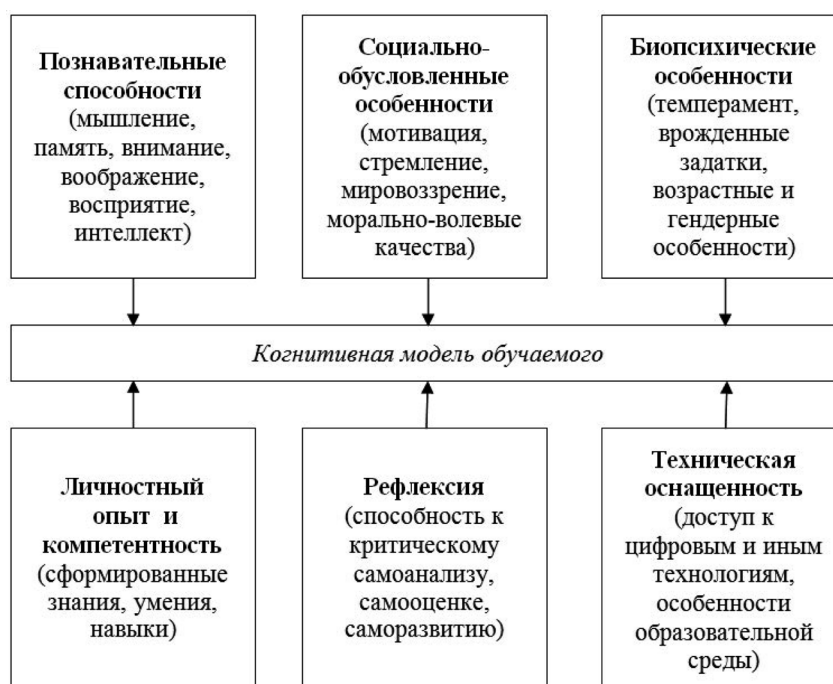 Познавательные
способности
(мышление,
память, внимание,
воображение,
восприятие,
интеллект)
Социально-
обусловленные
особенности
(мотивация,
стремление,
мировоззрение,
морально-волевые
качества)
Биопсихические
особенности
(темперамент,
врожденные
задатки,
возрастные и
гендерные
особенности)
Когнитивная модель обучаемого
Личностный
опыт и
компетентность
(сформированные
знания, умения,
навыки)
Рефлексия
(способность к
критическому
самоанализу,
самооценке,
саморазвитию)
Техническая
оснащенность
(доступ к
цифровым и иным
технологиям,
особенности
образовательной
среды)